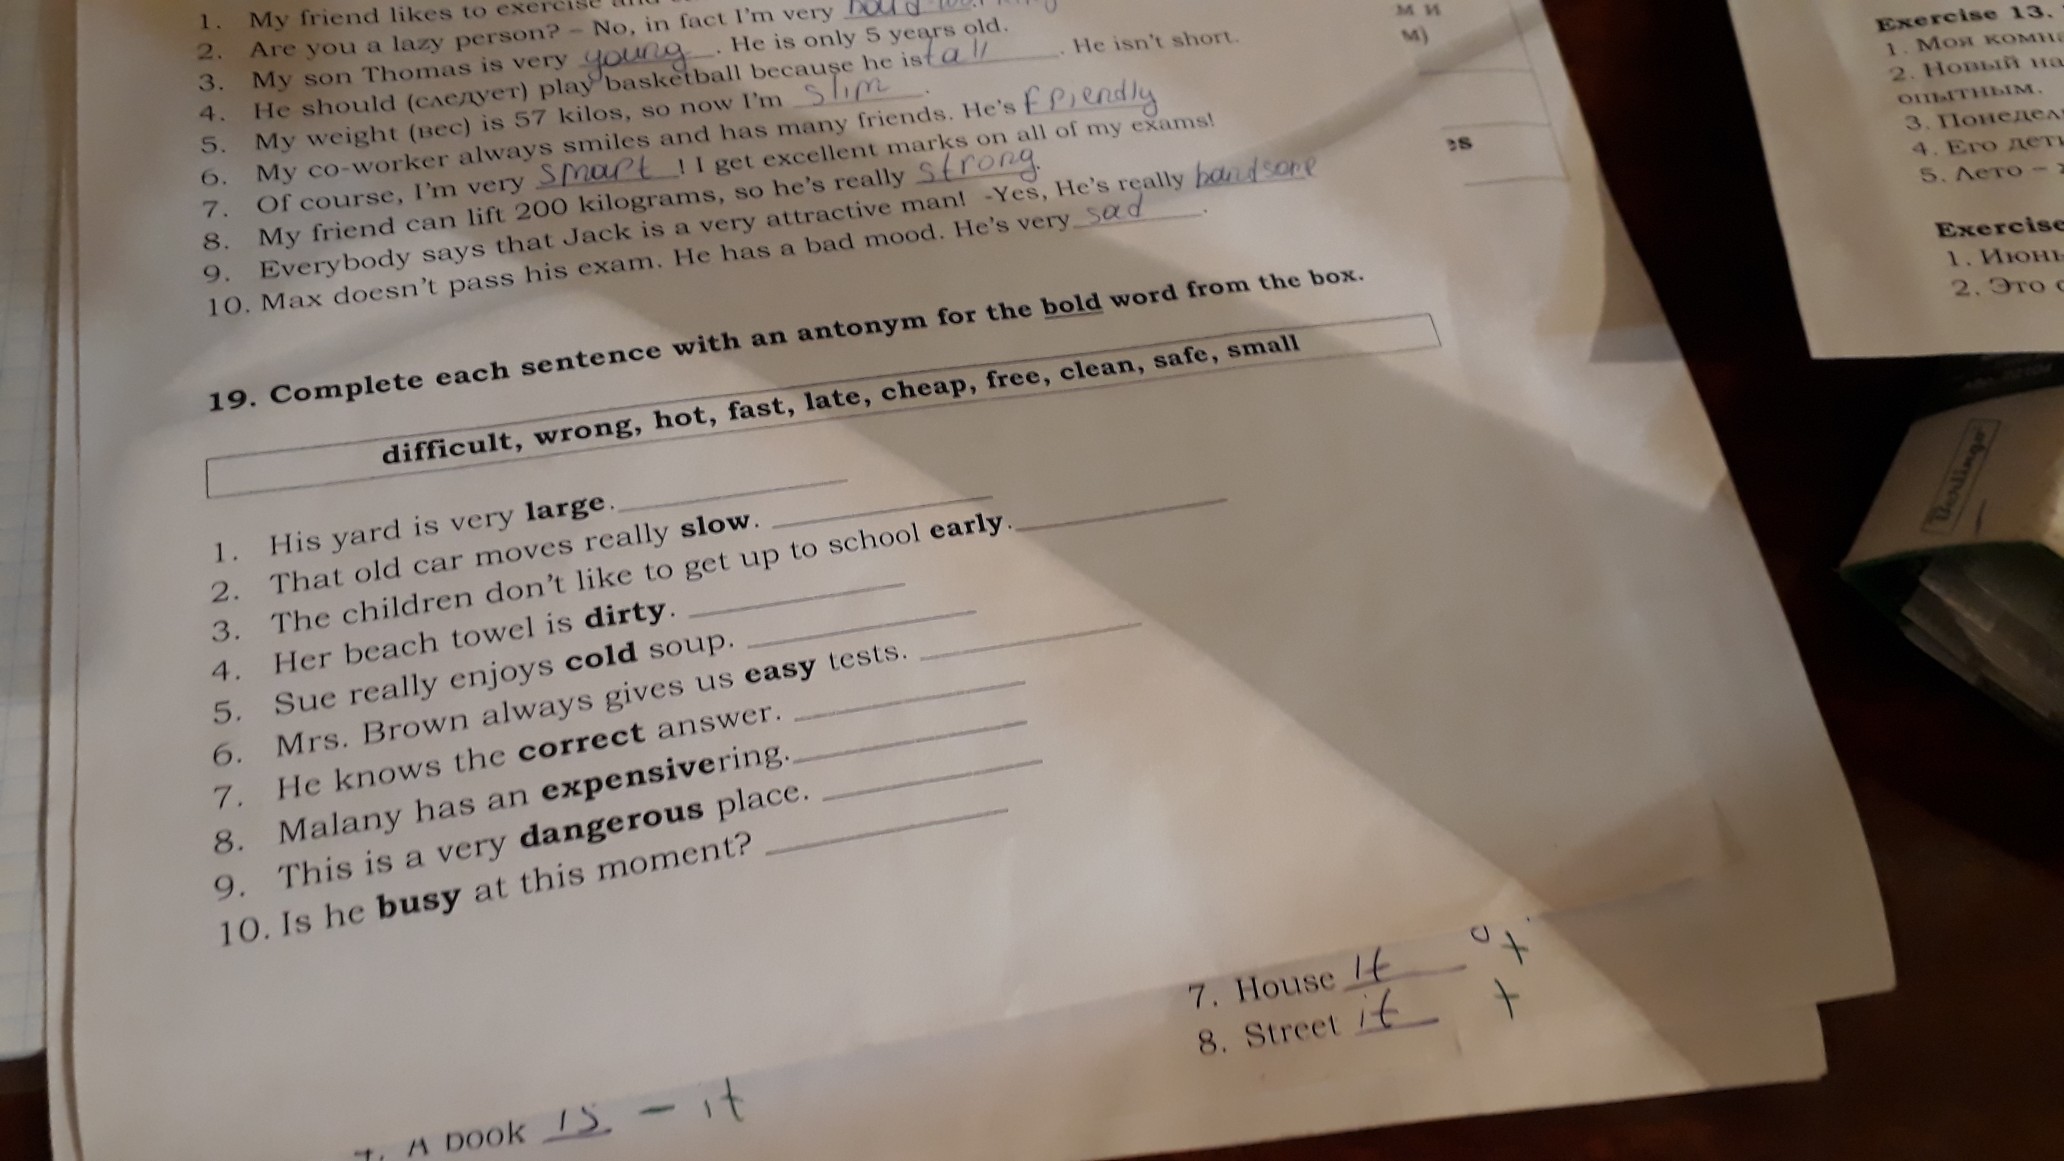 1. My friend likes to exercise
2. Are you a lazy person? – No, in fact I'm very
3. My son Thomas is very young. He is only 5 years old.
4. He should (следует) play basketball because he is tall. He isn't short.
5. My weight (вес) is 57 kilos, so now I'm slim.
6. My co-worker always smiles and has many friends. He's friendly
7. Of course, I'm very smart! I get excellent marks on all of my exams!
8. My friend can lift 200 kilograms, so he's really strong.
9. Everybody says that Jack is a very attractive man! -Yes, He's really handsome
10. Max doesn't pass his exam. He has a bad mood. He's very sad.
19. Complete each sentence with an antonym for the bold word from the box.
difficult, wrong, hot, fast, late, cheap, free, clean, safe, small
1. His yard is very large.
2. That old car moves really slow.
3. The children don't like to get up to school early.
4. Her beach towel is dirty.
5. Sue really enjoys cold soup.
6. Mrs. Brown always gives us easy tests.
7. He knows the correct answer.
8. Malany has an expensivering.
9. This is a very dangerous place.
10. Is he busy at this moment?
7. House it +
8. Street it +
A book is – it
м и
м)
es
Exercise 13.
1. Моя
2. Новый
опытным.
3.
4. Его
5. Лето –
Exercise
1.
2. Это
Berlingo